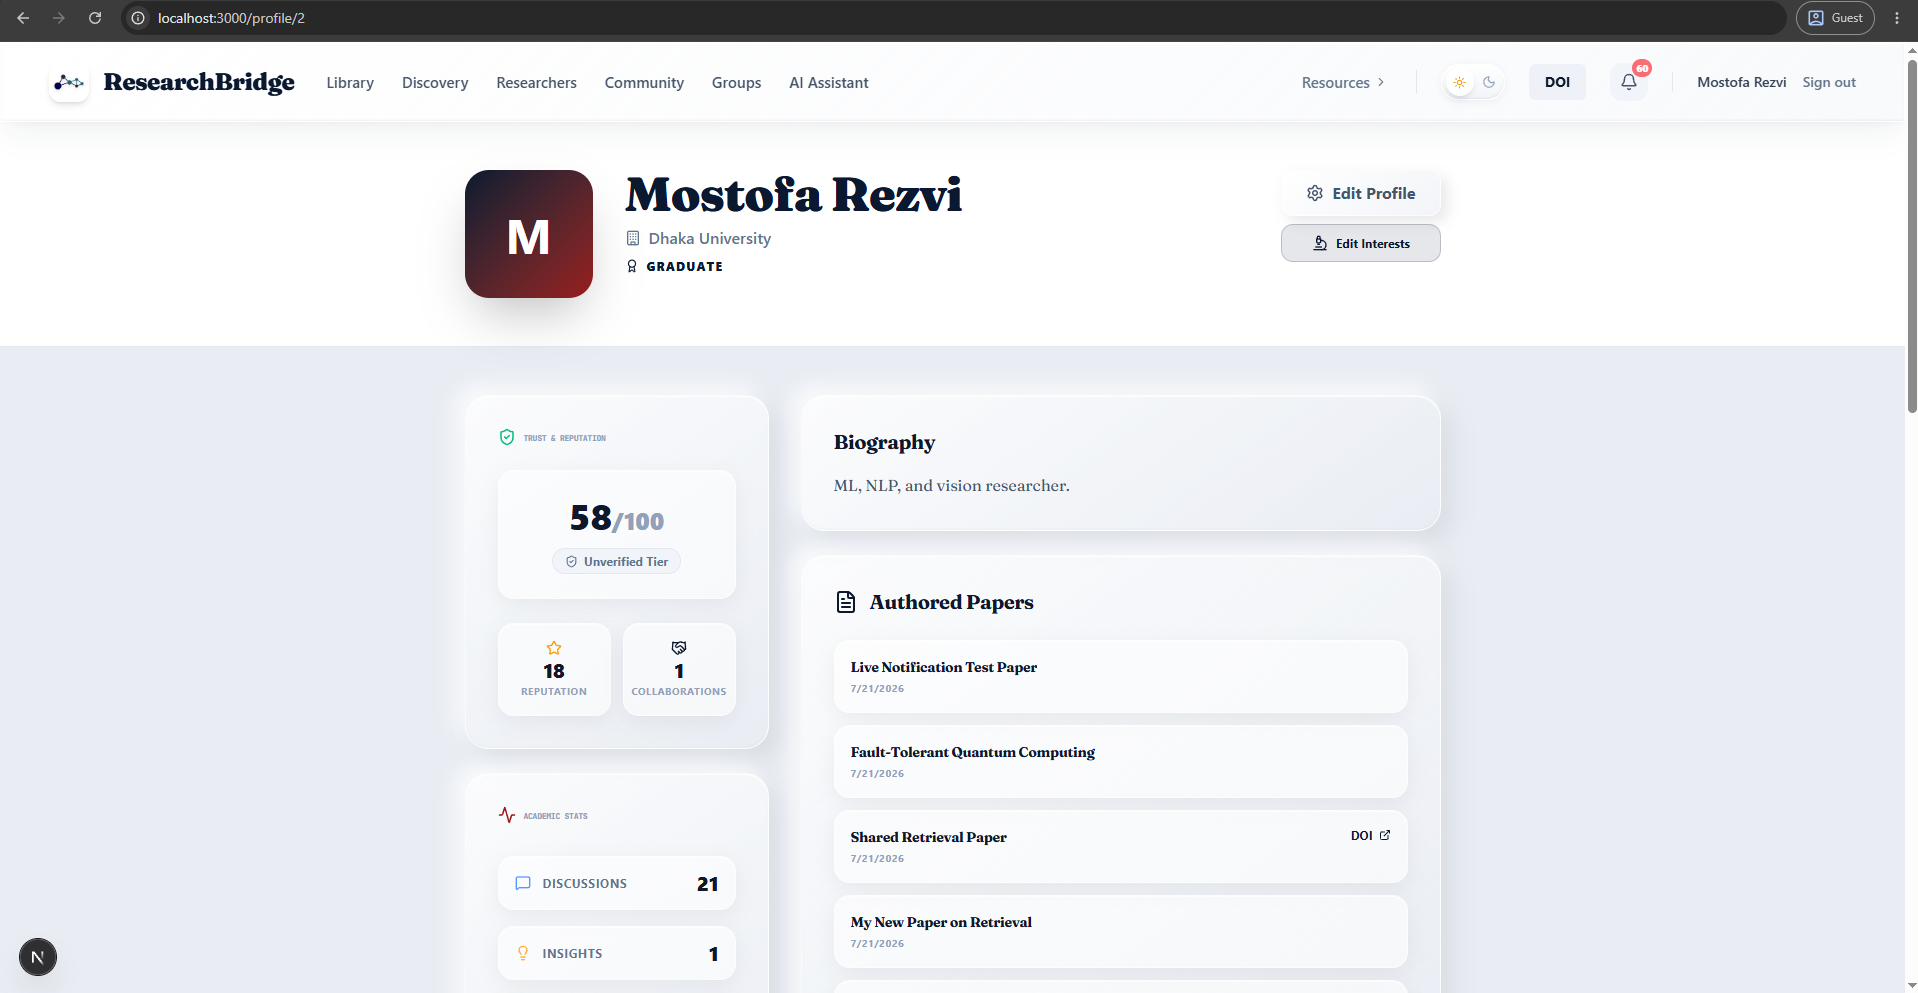 localhost:3000/profile/2
Guest
ResearchBridge
Library
Discovery
Researchers
Community
Groups
AI Assistant
Resources
DOI
60
Mostofa Rezvi
Sign out
M
Mostofa Rezvi
Dhaka University
GRADUATE
Edit Profile
Edit Interests
TRUST & REPUTATION
58/100
Unverified Tier
18
REPUTATION
1
COLLABORATIONS
ACADEMIC STATS
DISCUSSIONS
21
INSIGHTS
1
Biography
ML, NLP, and vision researcher.
Authored Papers
Live Notification Test Paper
7/21/2026
Fault-Tolerant Quantum Computing
7/21/2026
Shared Retrieval Paper
DOI
7/21/2026
My New Paper on Retrieval
7/21/2026
N